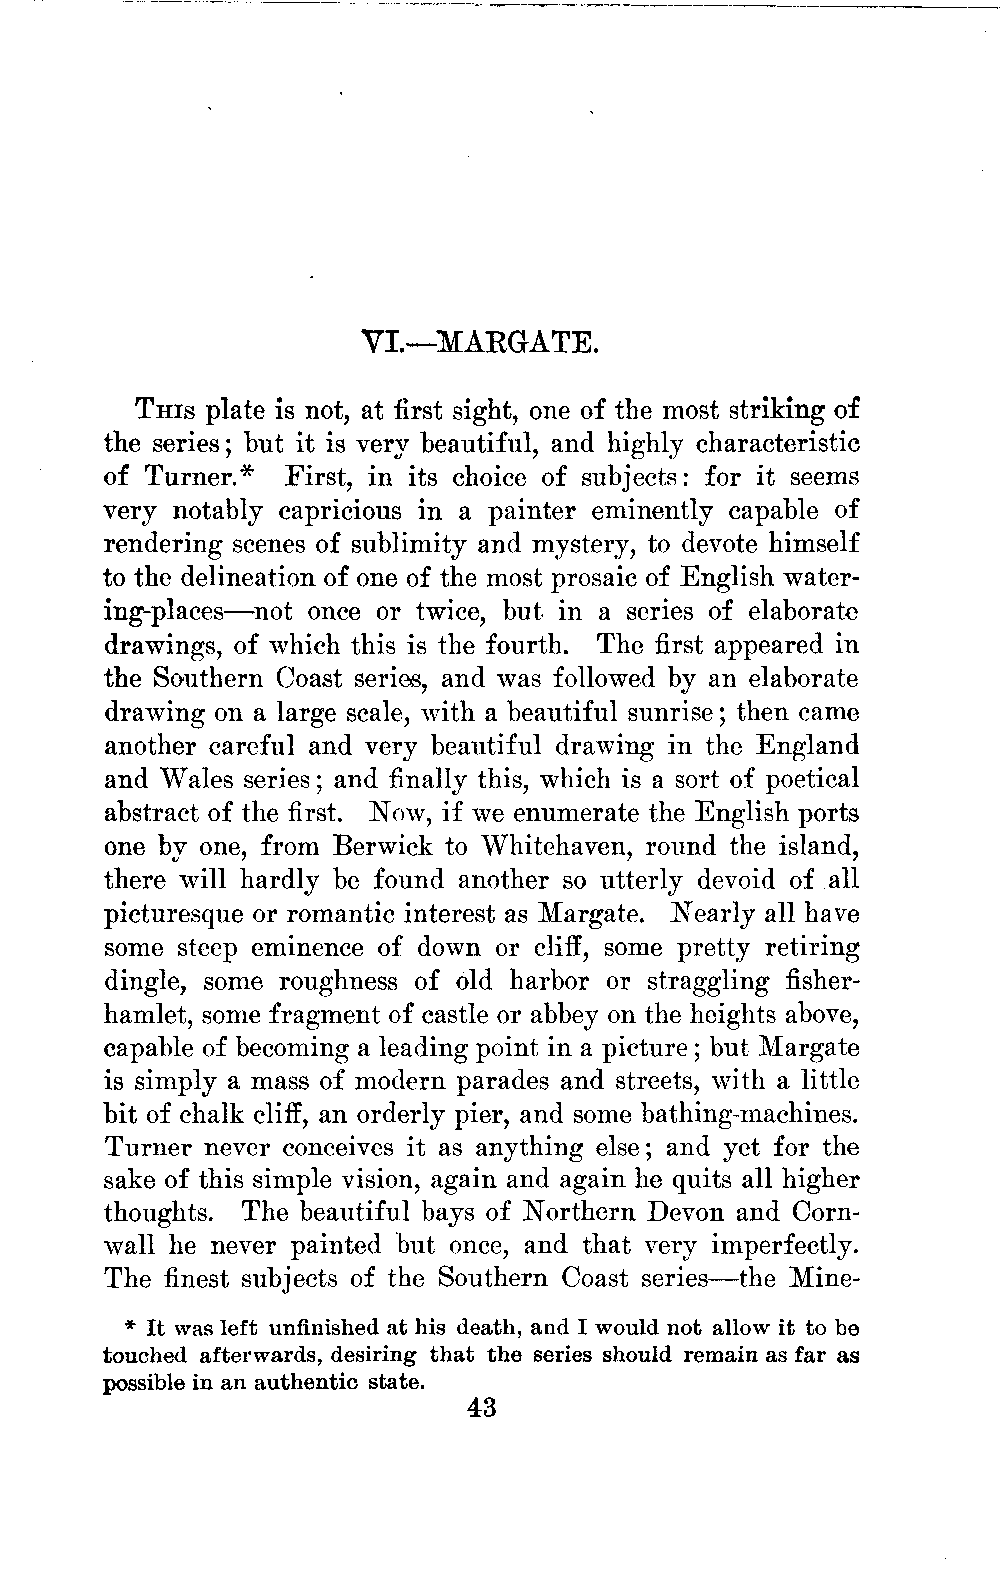 VI.—MARGATE.
THIS plate is not, at first sight, one of the most striking of
the series; but it is very beautiful, and highly characteristic
of Turner.* First, in its choice of subjects: for it seems
very notably capricious in a painter eminently capable of
rendering scenes of sublimity and mystery, to devote himself
to the delineation of one of the most prosaic of English water-
ing-places—not once or twice, but in a series of elaborate
drawings, of which this is the fourth. The first appeared in
the Southern Coast series, and was followed by an elaborate
drawing on a large scale, with a beautiful sunrise; then came
another careful and very beautiful drawing in the England
and Wales series; and finally this, which is a sort of poetical
abstract of the first. Now, if we enumerate the English ports
one by one, from Berwick to Whitehaven, round the island,
there will hardly be found another so utterly devoid of all
picturesque or romantic interest as Margate. Nearly all have
some steep eminence of down or cliff, some pretty retiring
dingle, some roughness of old harbor or straggling fisher-
hamlet, some fragment of castle or abbey on the heights above,
capable of becoming a leading point in a picture; but Margate
is simply a mass of modern parades and streets, with a little
bit of chalk cliff, an orderly pier, and some bathing-machines.
Turner never conceives it as anything else; and yet for the
sake of this simple vision, again and again he quits all higher
thoughts. The beautiful bays of Northern Devon and Corn-
wall he never painted but once, and that very imperfectly.
The finest subjects of the Southern Coast series—the Mine-
* It was left unfinished at his death, and I would not allow it to be
touched afterwards, desiring that the series should remain as far as
possible in an authentic state.
43